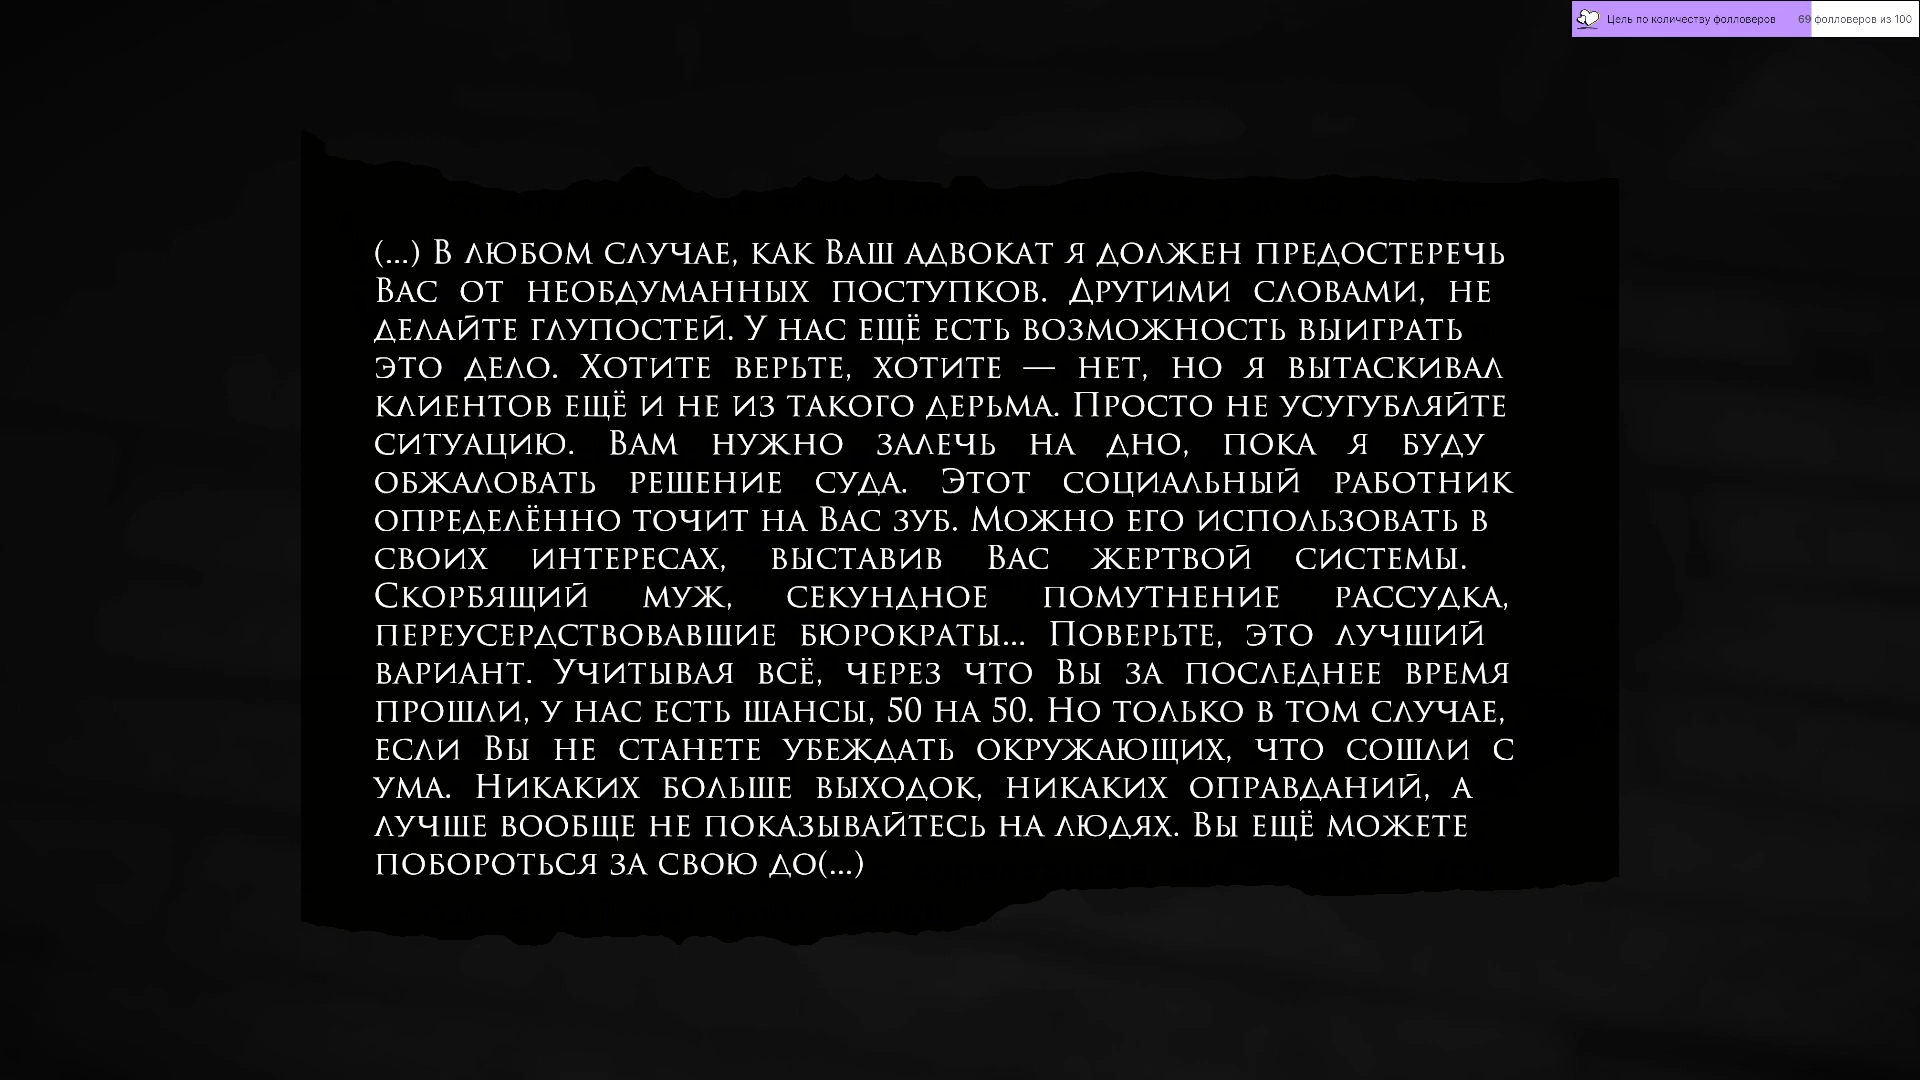 Цель по количеству фолловеров 69 фолловеров из 100
(...) В любом случае, как Ваш адвокат я должен предостеречь
Вас от необдуманных поступков. Другими словами, не
делайте глупостей. У нас ещё есть возможность выиграть
это дело. Хотите верьте, хотите — нет, но я вытаскивал
клиентов ещё и не из такого дерьма. Просто не усугубляйте
ситуацию. Вам нужно залечь на дно, пока я буду
обжаловать решение суда. Этот социальный работник
определённо точит на Вас зуб. Можно его использовать в
своих интересах, выставив Вас жертвой системы.
Скорбящий муж, секундное помутнение рассудка,
переусердствовавшие бюрократы... Поверьте, это лучший
вариант. Учитывая всё, через что Вы за последнее время
прошли, у нас есть шансы, 50 на 50. Но только в том случае,
если Вы не станете убеждать окружающих, что сошли с
ума. Никаких больше выходок, никаких оправданий, а
лучше вообще не показывайтесь на людях. Вы ещё можете
побороться за свою до(...)